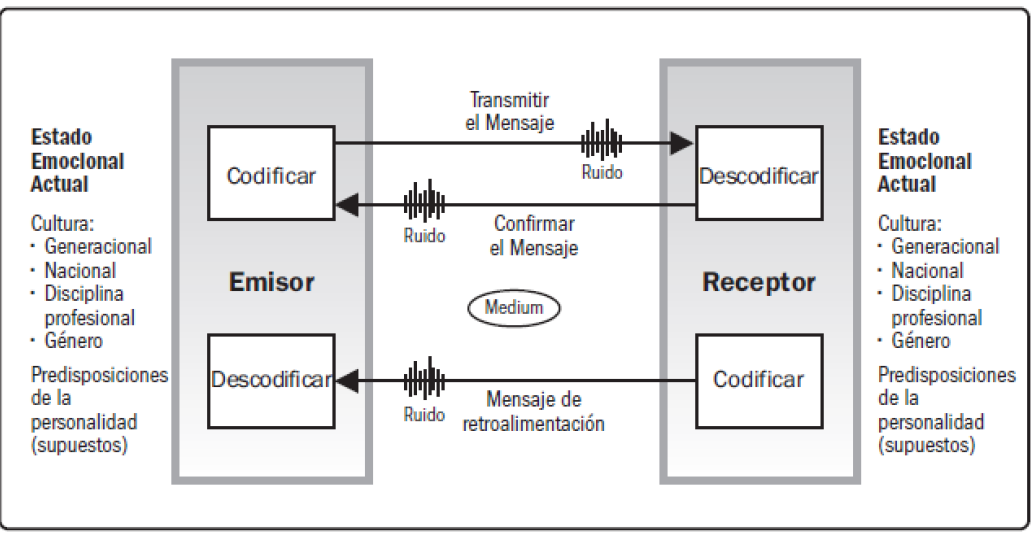 Estado
Emocional
Actual
Cultura:
· Generacional
· Nacional
· Disciplina
profesional
· Género
Predisposiciones
de la
personalidad
(supuestos)
Codificar
Emisor
Descodificar
Transmitir
el Mensaje
Ruido
Ruido
Confirmar
el Mensaje
Medium
Ruido
Mensaje de
retroalimentación
Descodificar
Receptor
Codificar
Estado
Emocional
Actual
Cultura:
· Generacional
· Nacional
· Disciplina
profesional
· Género
Predisposiciones
de la
personalidad
(supuestos)